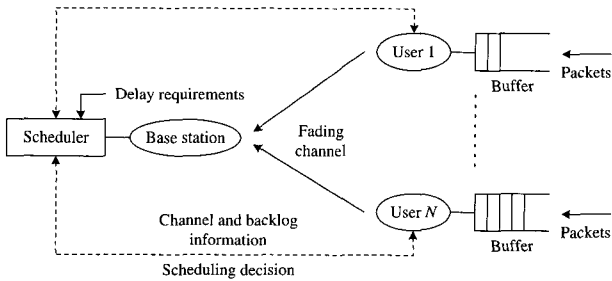 User 1
Packets
Buffer
Delay requirements
Scheduler
Base station
Fading
channel
User N
Packets
Buffer
Channel and backlog
information
Scheduling decision